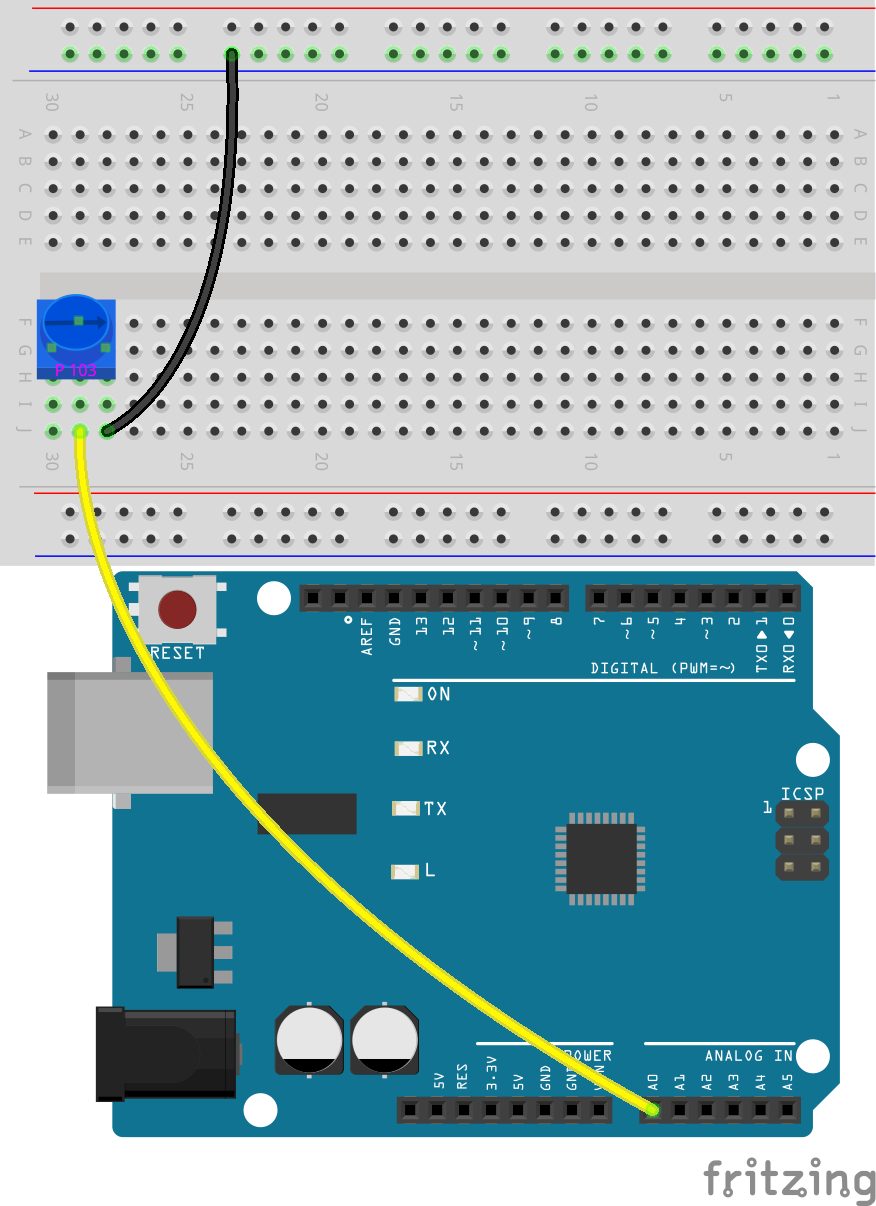 30 25 20 15 10 5 1
A A
B B
C C
D D
E E
F F
G G
H H
I I
J J
P 103
30 25 20 15 10 5 1
AREF GND 13 12 ~11 ~10 ~9 8 7 ~6 ~5 4 ~3 2 TX0▶1 RX0◀0
RESET
DIGITAL (PWM=~)
ON
RX
TX
L
ICSP
1
POWER
ANALOG IN
5V RES 3.3V 5V GND GND VIN A0 A1 A2 A3 A4 A5
fritzing